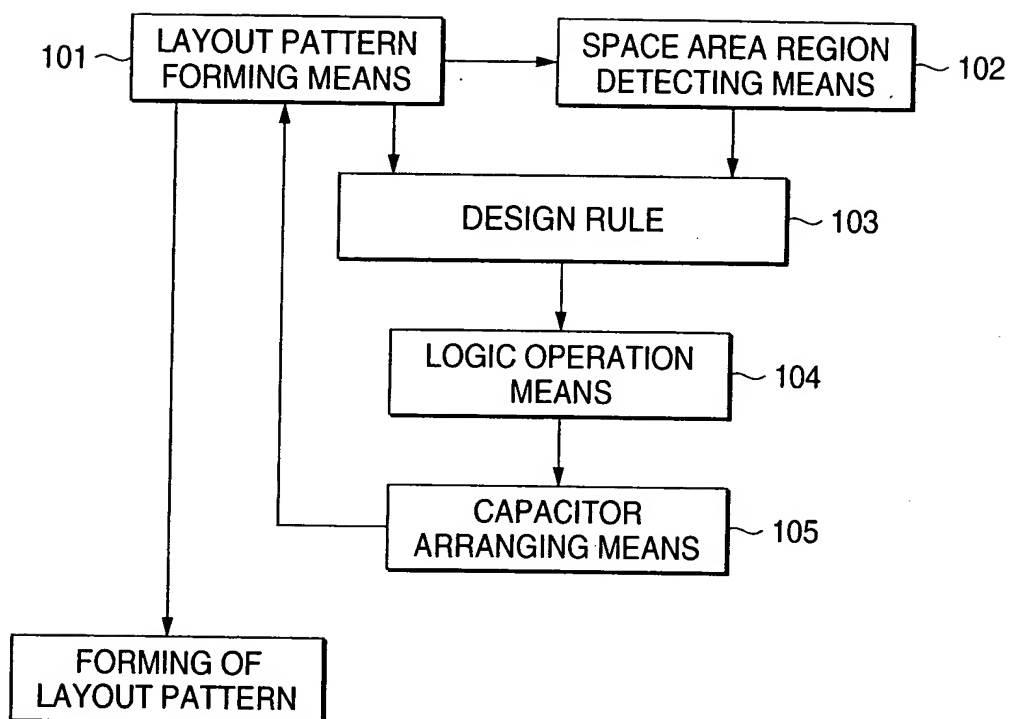 101
LAYOUT PATTERN
FORMING MEANS
SPACE AREA REGION
DETECTING MEANS
102
DESIGN RULE
103
LOGIC OPERATION
MEANS
104
CAPACITOR
ARRANGING MEANS
105
FORMING OF
LAYOUT PATTERN